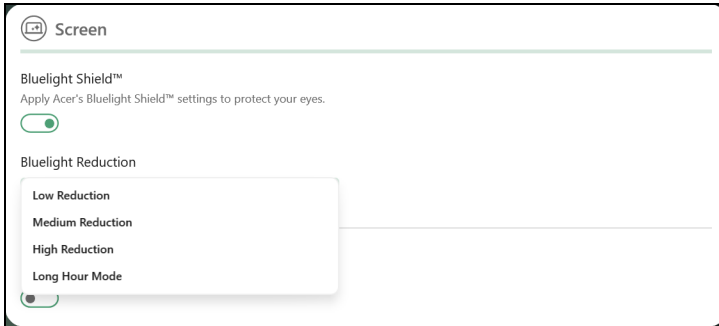 Screen
Bluelight Shield™
Apply Acer's Bluelight Shield™ settings to protect your eyes.
Bluelight Reduction
Low Reduction
Medium Reduction
High Reduction
Long Hour Mode